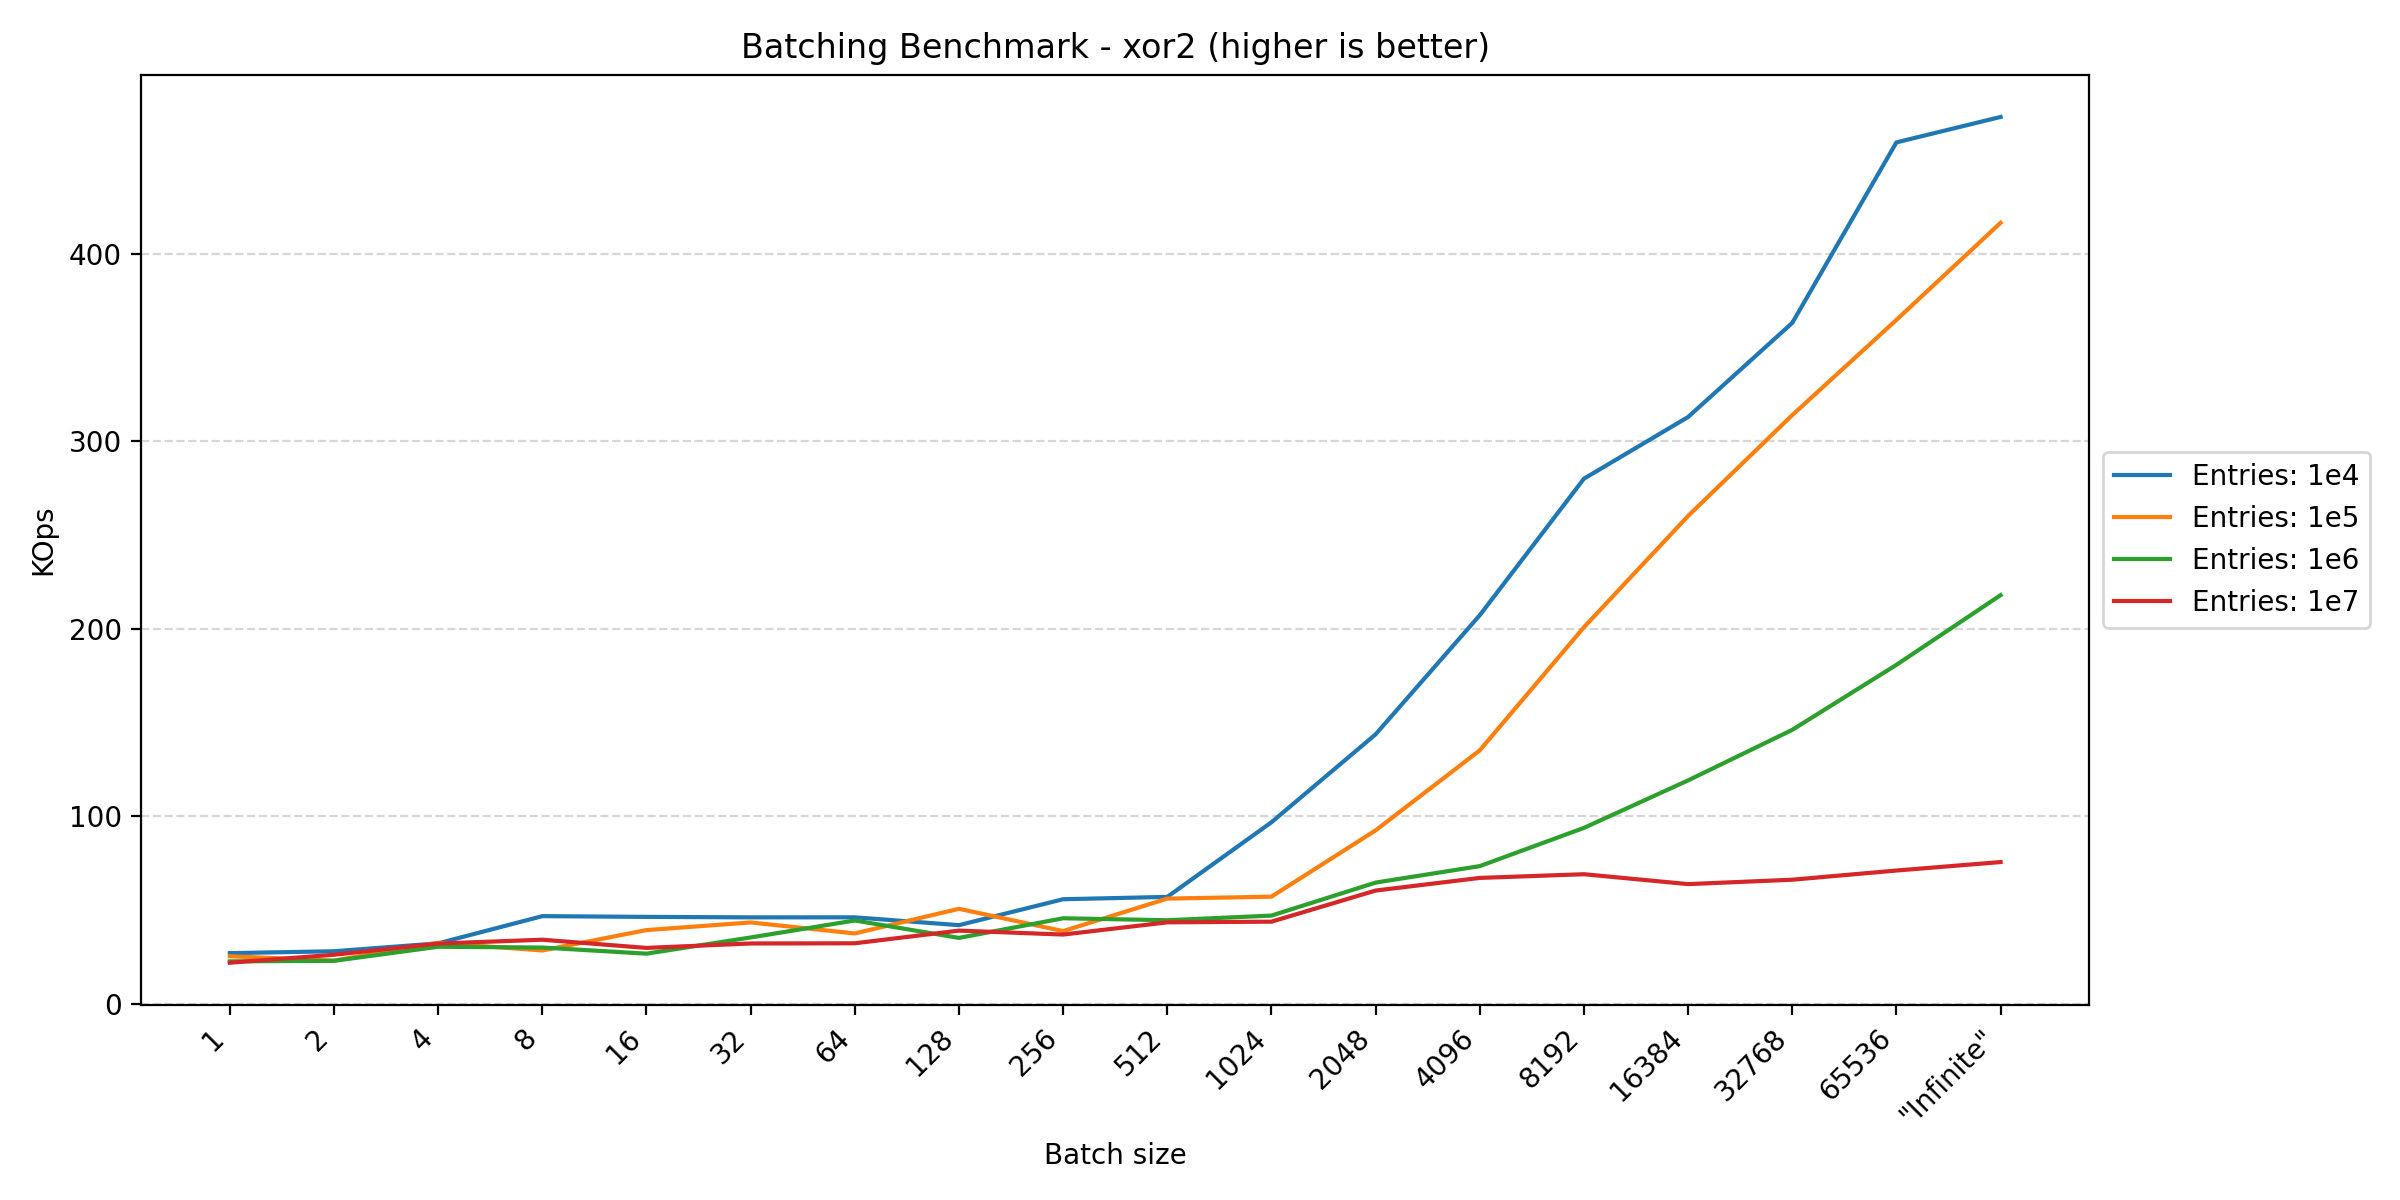 Batching Benchmark - xor2 (higher is better)
KOps
400
300
200
100
0
1
2
4
8
16
32
64
128
256
512
1024
2048
4096
8192
16384
32768
65536
"Infinite"
Batch size
Entries: 1e4
Entries: 1e5
Entries: 1e6
Entries: 1e7